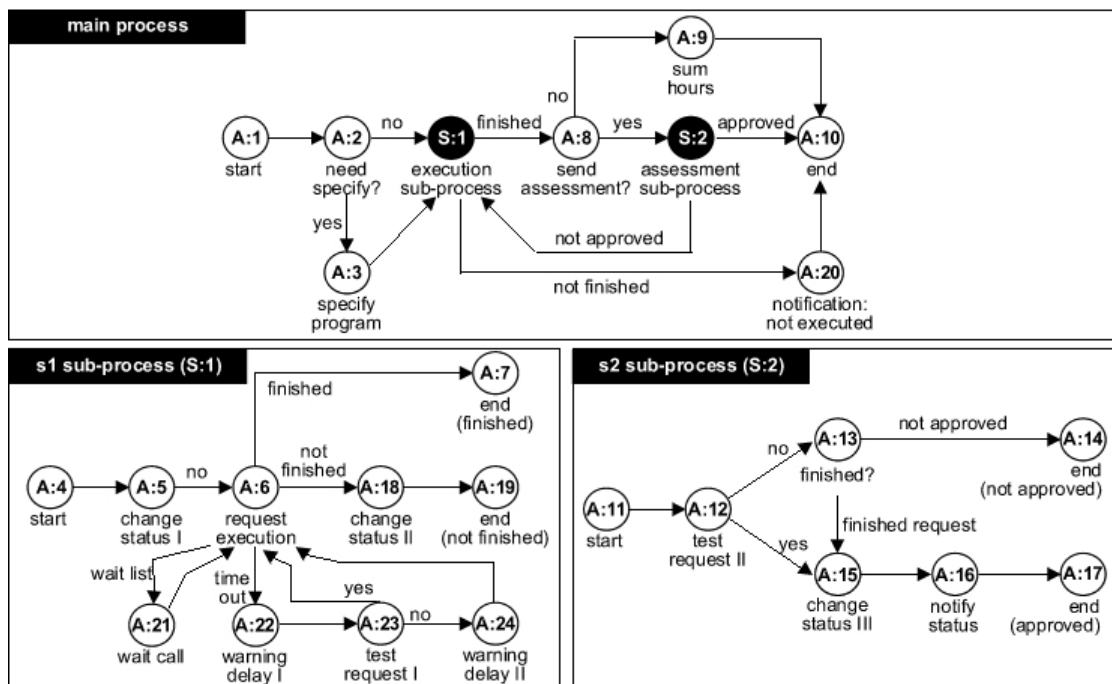 main process
A:9
sum
hours
no
A:1
start
A:2
need
specify?
no
S:1
execution
sub-process
finished
A:8
send
assessment?
yes
S:2
assessment
sub-process
approved
A:10
end
yes
not approved
A:3
specify
program
not finished
A:20
notification:
not executed
s1 sub-process (S:1)
A:7
end
(finished)
finished
A:4
start
A:5
change
status I
no
A:6
request
execution
not
finished
A:18
change
status II
A:19
end
(not finished)
wait list
time
out
yes
A:21
wait call
A:22
warning
delay I
A:23
test
request I
no
A:24
warning
delay II
s2 sub-process (S:2)
A:13
finished?
not approved
A:14
end
(not approved)
no
A:11
start
A:12
test
request II
yes
finished request
A:15
change
status III
A:16
notify
status
A:17
end
(approved)